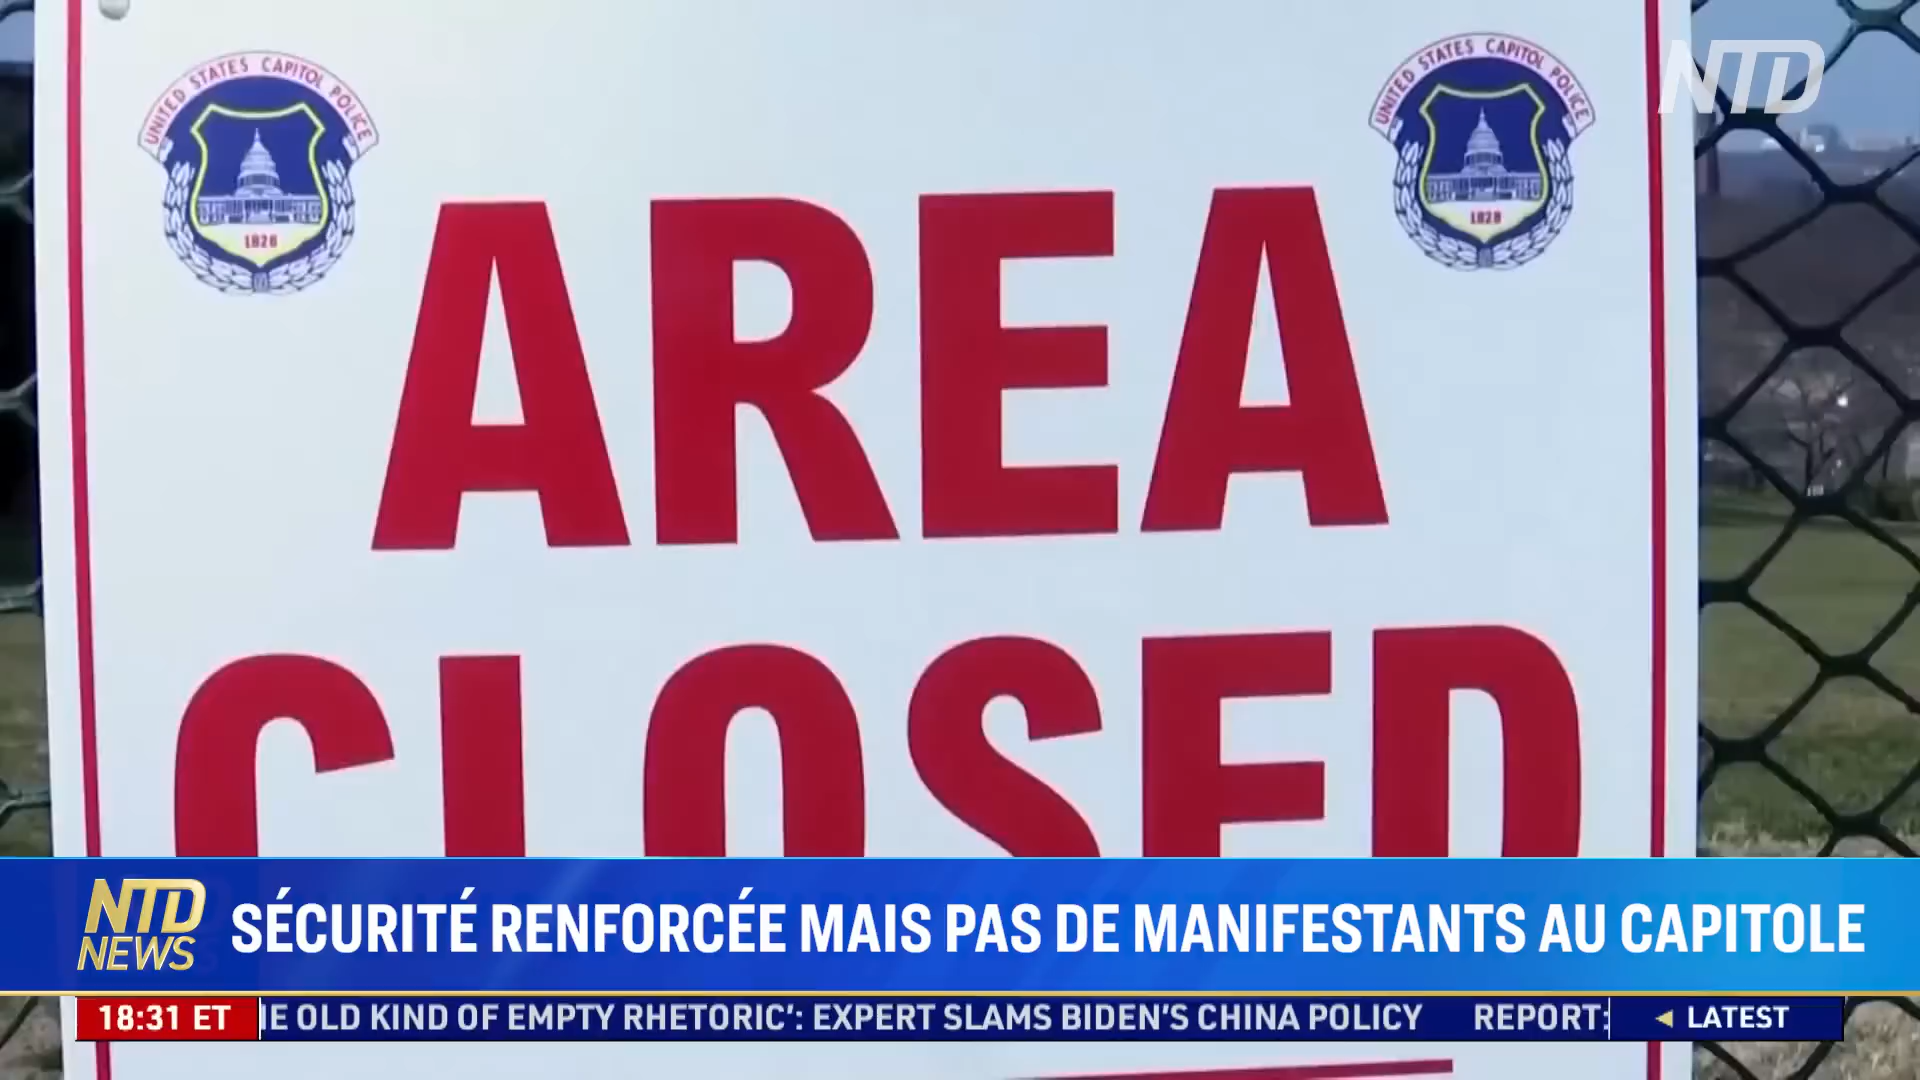 UNITED STATES CAPITOL POLICE
1828
UNITED STATES CAPITOL POLICE
1828
NTD
AREA
CLOSED
NTD
NEWS
SÉCURITÉ RENFORCÉE MAIS PAS DE MANIFESTANTS AU CAPITOLE
18:31 ET
E OLD KIND OF EMPTY RHETORIC': EXPERT SLAMS BIDEN'S CHINA POLICY REPORT:
LATEST